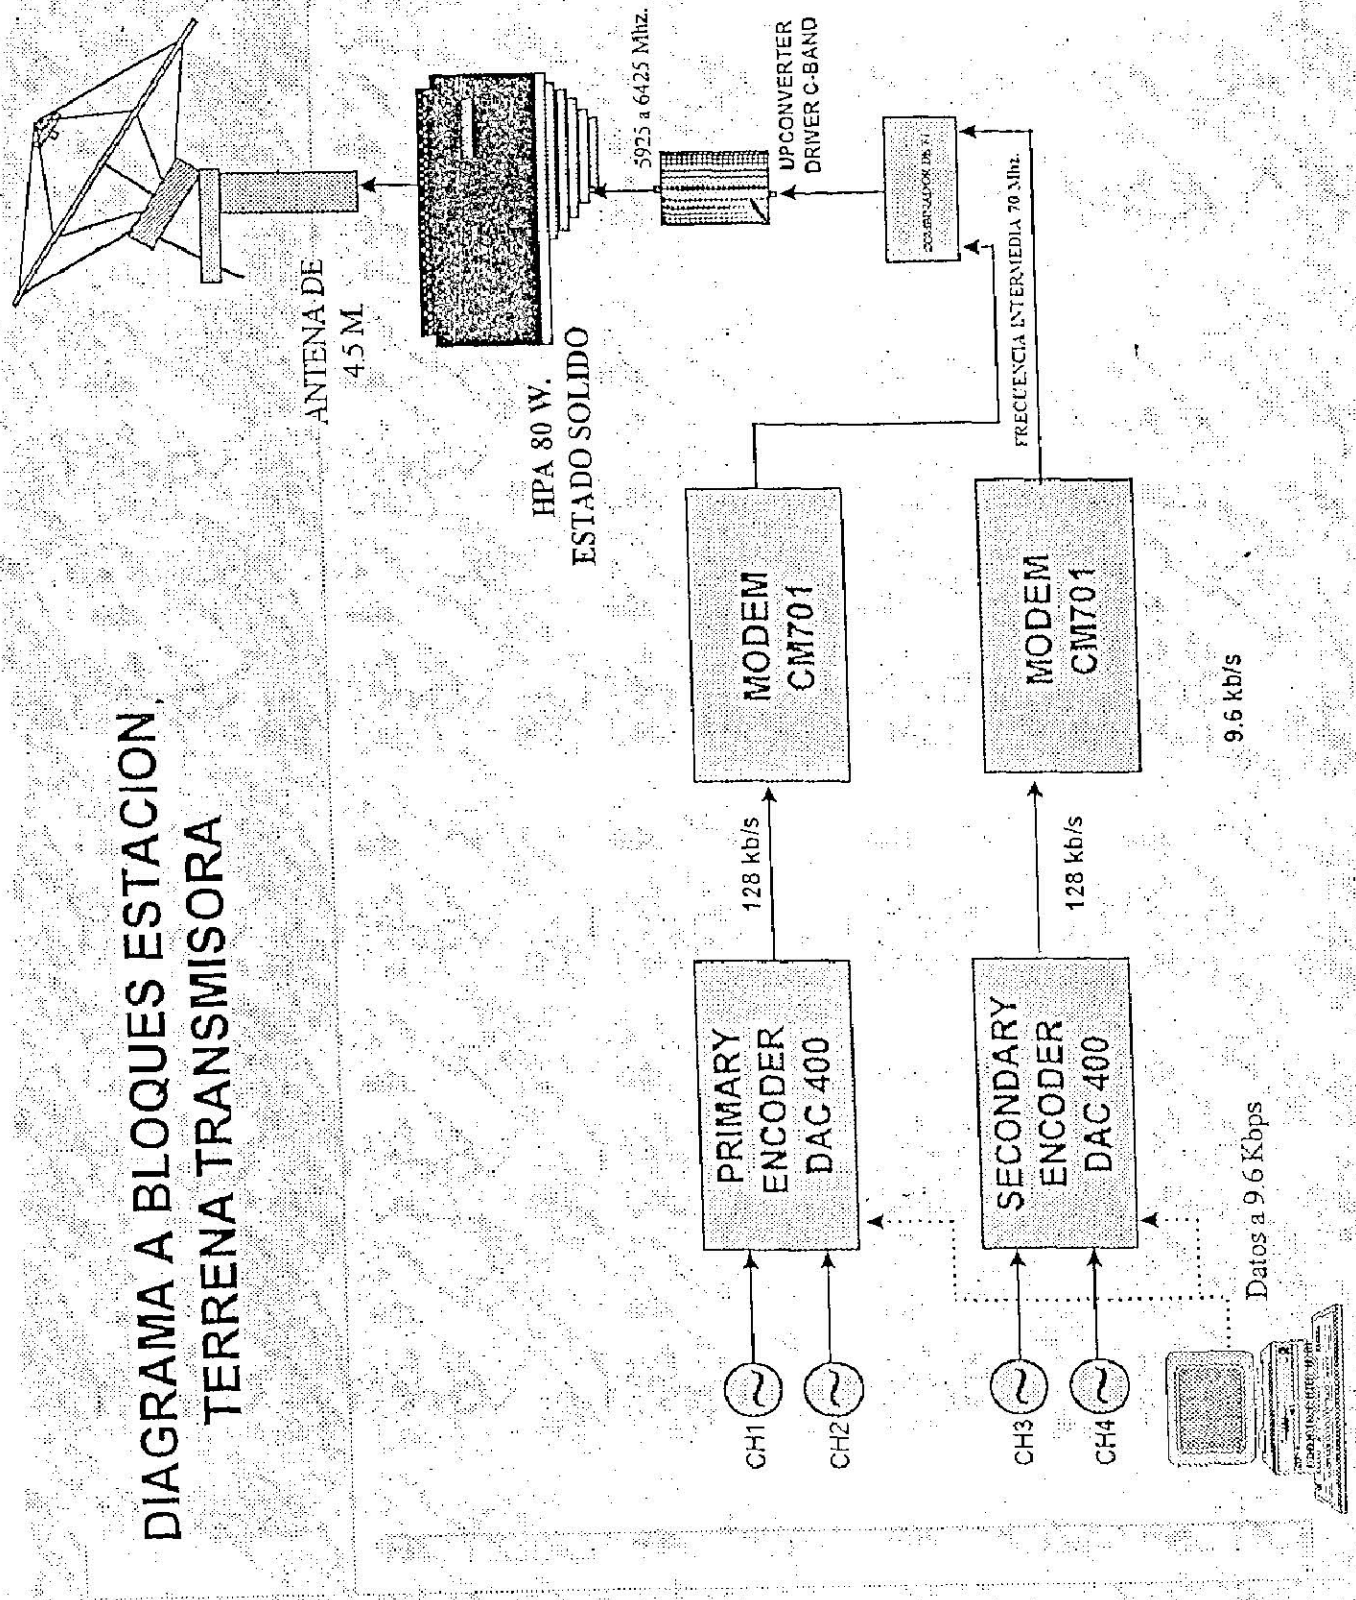 DIAGRAMA A BLOQUES ESTACION,
TERRENA TRANSMISORA
ANTENA DE
4.5 M.
HPA 80 W.
ESTADO SOLIDO
5925 a 6425 Mhz.
UPCONVERTER
DRIVER C-BAND
COMBINADOR DE
FRECUENCIA INTERMEDIA 70 Mhz.
CH1
CH2
PRIMARY
ENCODER
DAC 400
128 kb/s
MODEM
CM701
CH3
CH4
SECONDARY
ENCODER
DAC 400
128 kb/s
MODEM
CM701
9.6 kb/s
Datos a 9.6 Kbps